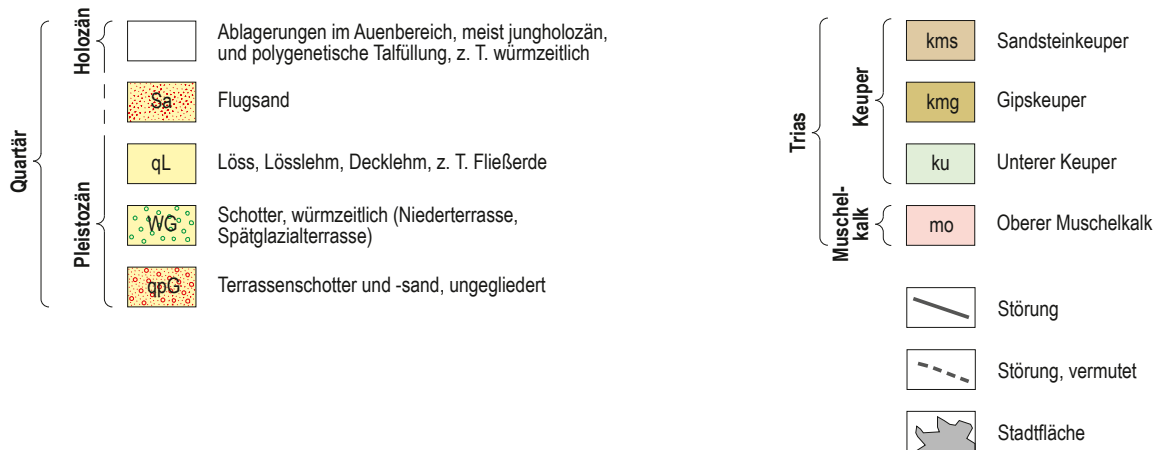 Quartär
Holozän
Pleistozän
Ablagerungen im Auenbereich, meist jungholozän,
und polygenetische Talfüllung, z. T. würmzeitlich
Sa
Flugsand
qL
Löss, Lösslehm, Decklehm, z. T. Fließerde
WG
Schotter, würmzeitlich (Niederterrasse,
Spätglazialterrasse)
qpG
Terrassenschotter und -sand, ungegliedert
Trias
Keuper
Muschel-
kalk
kms
Sandsteinkeuper
kmg
Gipskeuper
ku
Unterer Keuper
mo
Oberer Muschelkalk
Störung
Störung, vermutet
Stadtfläche